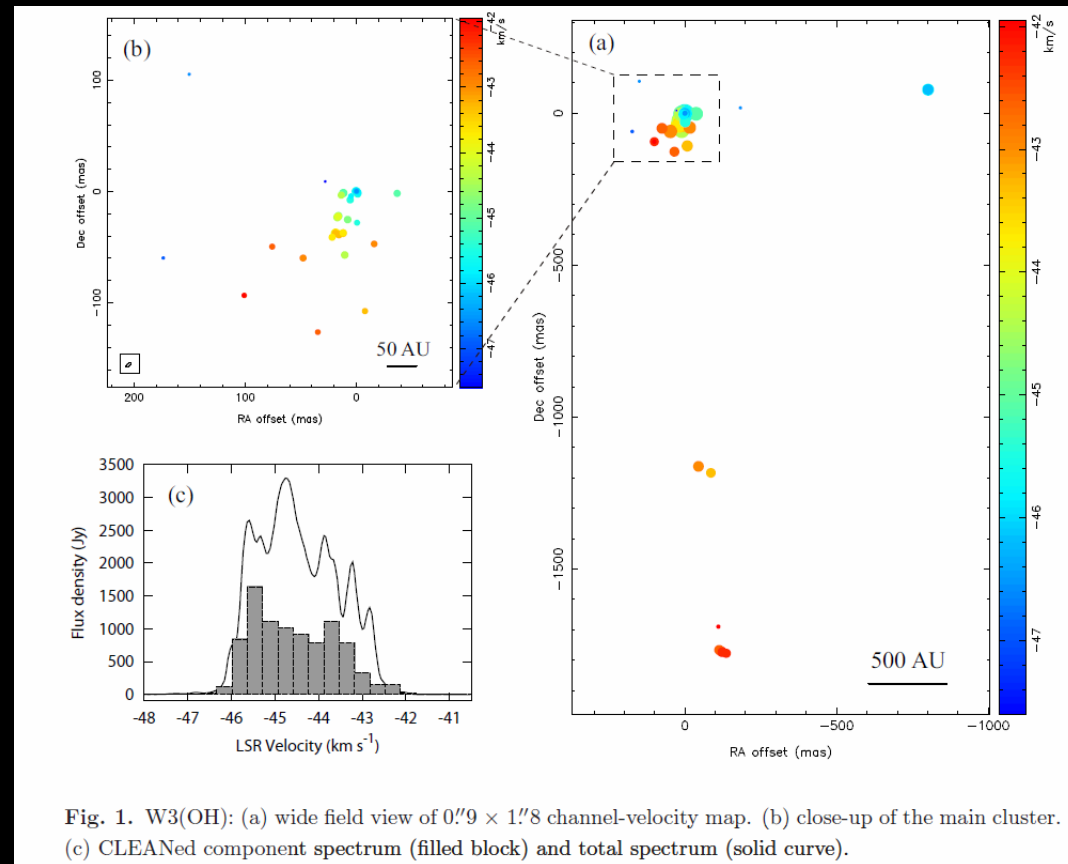 (b)
-42
km/s
-43
-44
-45
-46
-47
100
0
-100
Dec offset (mas)
50 AU
200
100
0
RA offset (mas)
(a)
-42
km/s
-43
-44
-45
-46
-47
0
-500
-1000
-1500
Dec offset (mas)
500 AU
0
-500
-1000
RA offset (mas)
(c)
3500
3000
2500
2000
1500
1000
500
0
Flux density (Jy)
-48 -47 -46 -45 -44 -43 -42 -41
LSR Velocity (km s⁻¹)
Fig. 1. W3(OH): (a) wide field view of 0.″9 × 1.″8 channel-velocity map. (b) close-up of the main cluster.
(c) CLEANed component spectrum (filled block) and total spectrum (solid curve).